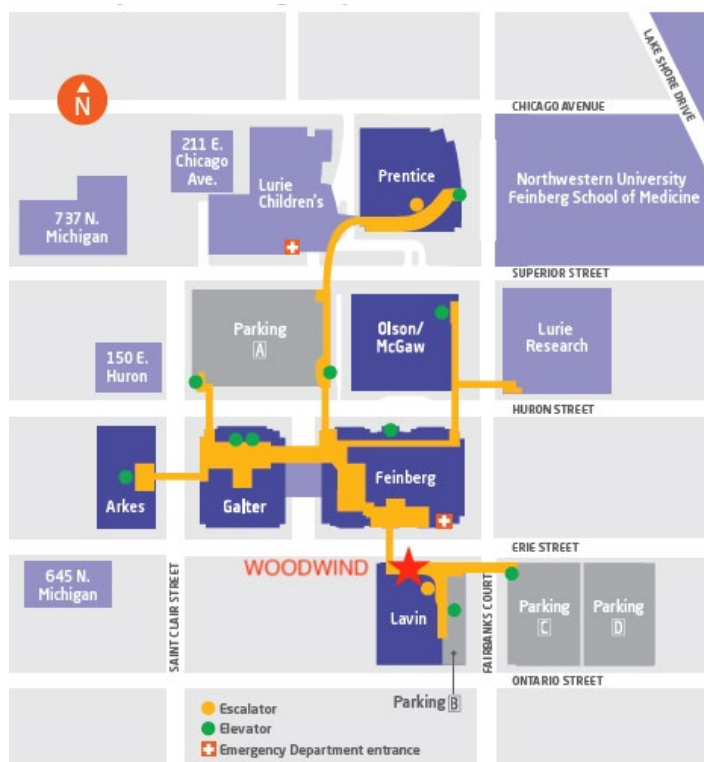 N
LAKE SHORE DRIVE
CHICAGO AVENUE
211 E.
Chicago
Ave.
Lurie
Children's
Prentice
Northwestern University
Feinberg School of Medicine
737 N.
Michigan
SUPERIOR STREET
Parking
A
Olson/
McGaw
Lurie
Research
150 E.
Huron
HURON STREET
Arkes
Galter
Feinberg
ERIE STREET
645 N.
Michigan
SAINT CLAIR STREET
WOODWIND
Lavin
FAIRBANKS COURT
Parking
C
Parking
D
ONTARIO STREET
Parking B
Escalator
Elevator
Emergency Department entrance